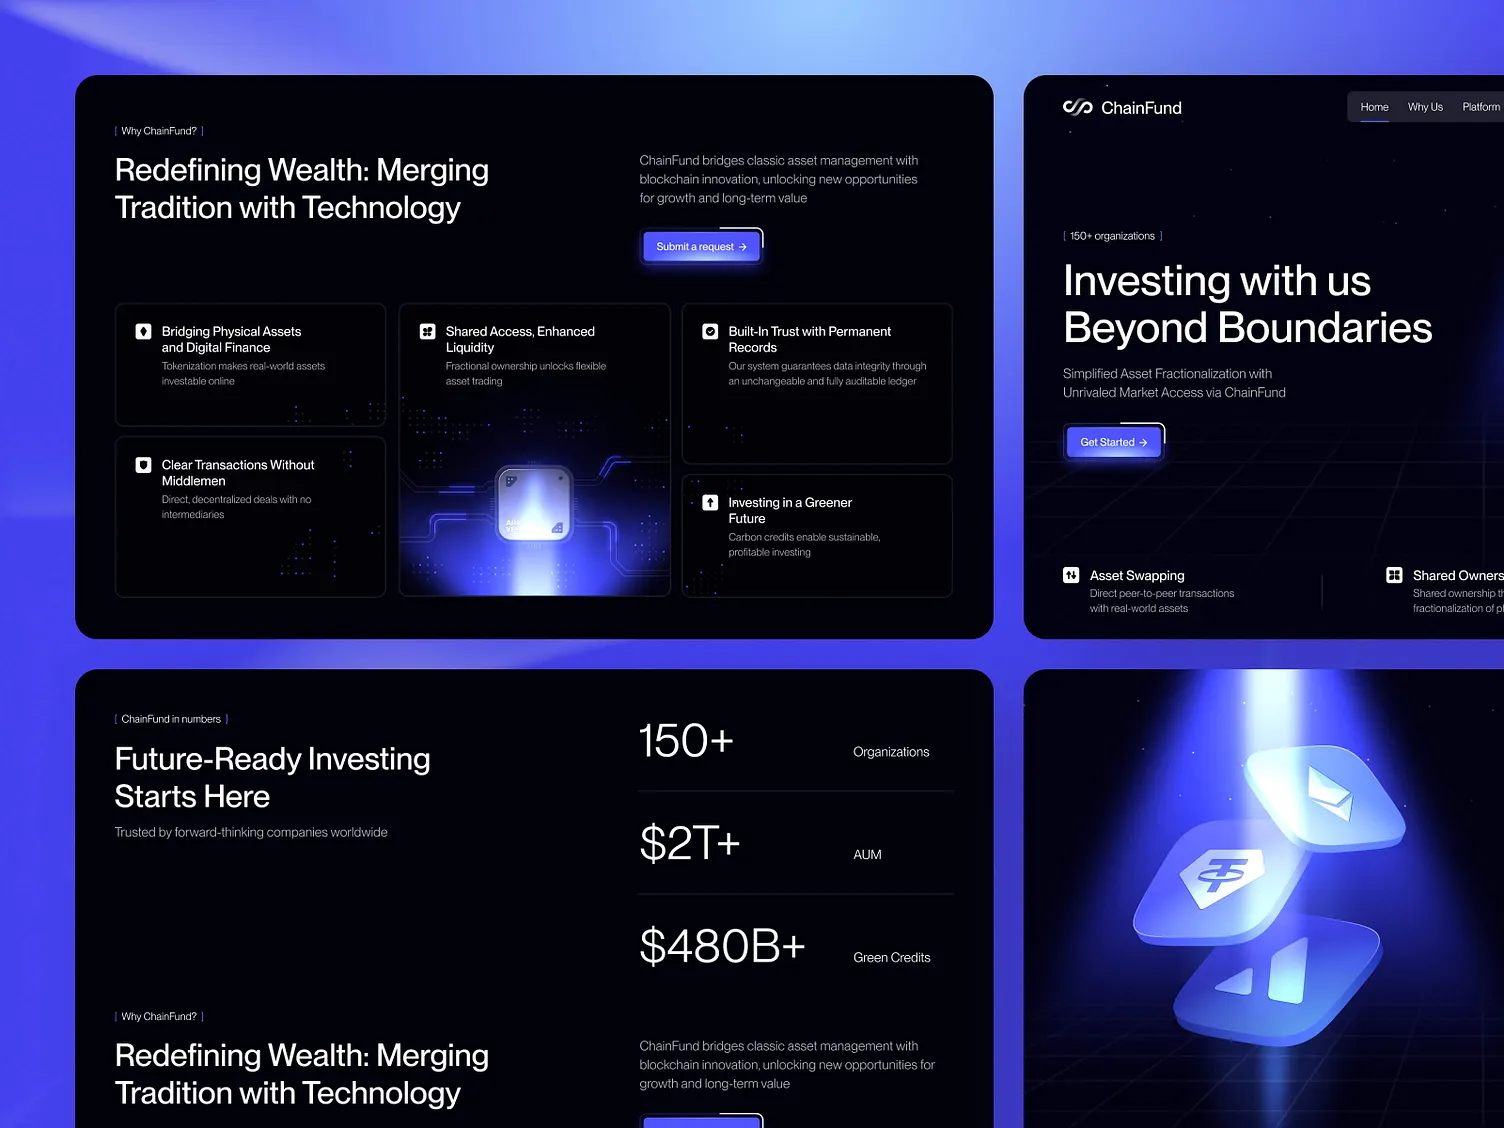 [ Why ChainFund? ]
Redefining Wealth: Merging
Tradition with Technology
ChainFund bridges classic asset management with
blockchain innovation, unlocking new opportunities
for growth and long-term value
Submit a request →
Bridging Physical Assets
and Digital Finance
Tokenization makes real-world assets
investable online
Shared Access, Enhanced
Liquidity
Fractional ownership unlocks flexible
asset trading
Built-In Trust with Permanent
Records
Our system guarantees data integrity through
an unchangeable and fully auditable ledger
Clear Transactions Without
Middlemen
Direct, decentralized deals with no
intermediaries
Investing in a Greener
Future
Carbon credits enable sustainable,
profitable investing
ChainFund
Home Why Us Platform
[ 150+ organizations ]
Investing with us
Beyond Boundaries
Simplified Asset Fractionalization with
Unrivaled Market Access via ChainFund
Get Started →
Asset Swapping
Direct peer-to-peer transactions
with real-world assets
Shared Owners
Shared ownership th
fractionalization of p
[ ChainFund in numbers ]
Future-Ready Investing
Starts Here
Trusted by forward-thinking companies worldwide
150+ Organizations
$2T+ AUM
$480B+ Green Credits
[ Why ChainFund? ]
Redefining Wealth: Merging
Tradition with Technology
ChainFund bridges classic asset management with
blockchain innovation, unlocking new opportunities for
growth and long-term value